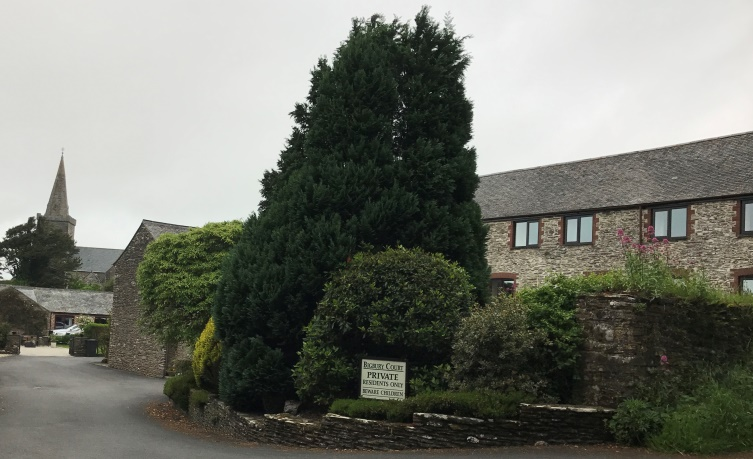 BIGBURY COURT
PRIVATE
RESIDENTS ONLY
BEWARE CHILDREN